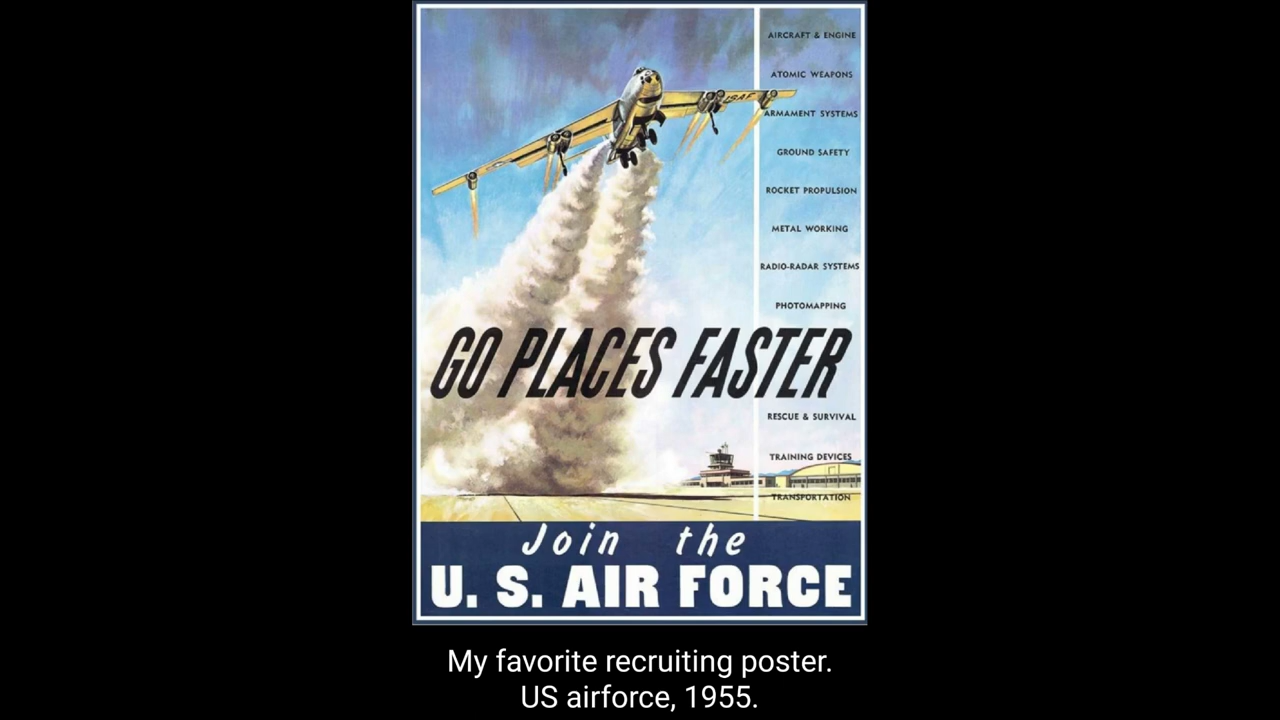 AIRCRAFT & ENGINE
ATOMIC WEAPONS
USAF
ARMAMENT SYSTEMS
GROUND SAFETY
ROCKET PROPULSION
METAL WORKING
RADIO-RADAR SYSTEMS
PHOTOMAPPING
GO PLACES FASTER
RESCUE & SURVIVAL
TRAINING DEVICES
TRANSPORTATION
Join the
U. S. AIR FORCE
My favorite recruiting poster.
US airforce, 1955.